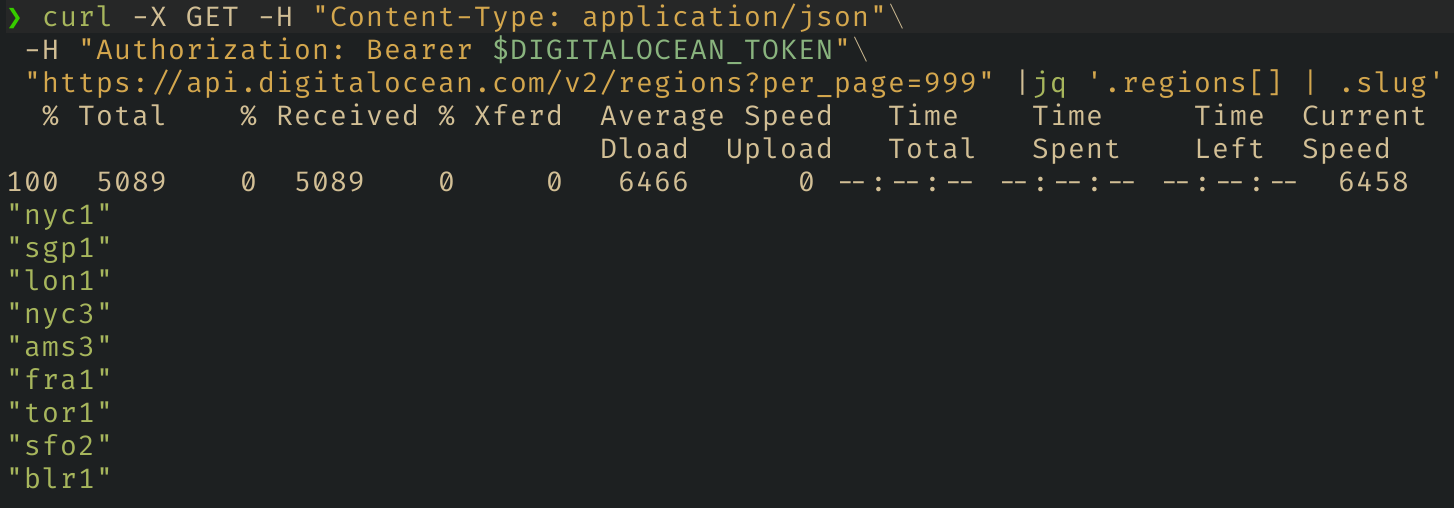 ❯ curl -X GET -H "Content-Type: application/json"\
-H "Authorization: Bearer $DIGITALOCEAN_TOKEN"\
"https://api.digitalocean.com/v2/regions?per_page=999" |jq '.regions[] | .slug'
% Total % Received % Xferd Average Speed Time Time Time Current
Dload Upload Total Spent Left Speed
100 5089 0 5089 0 0 6466 0 --:--:-- --:--:-- --:--:-- 6458
"nyc1"
"sgp1"
"lon1"
"nyc3"
"ams3"
"fra1"
"tor1"
"sfo2"
"blr1"